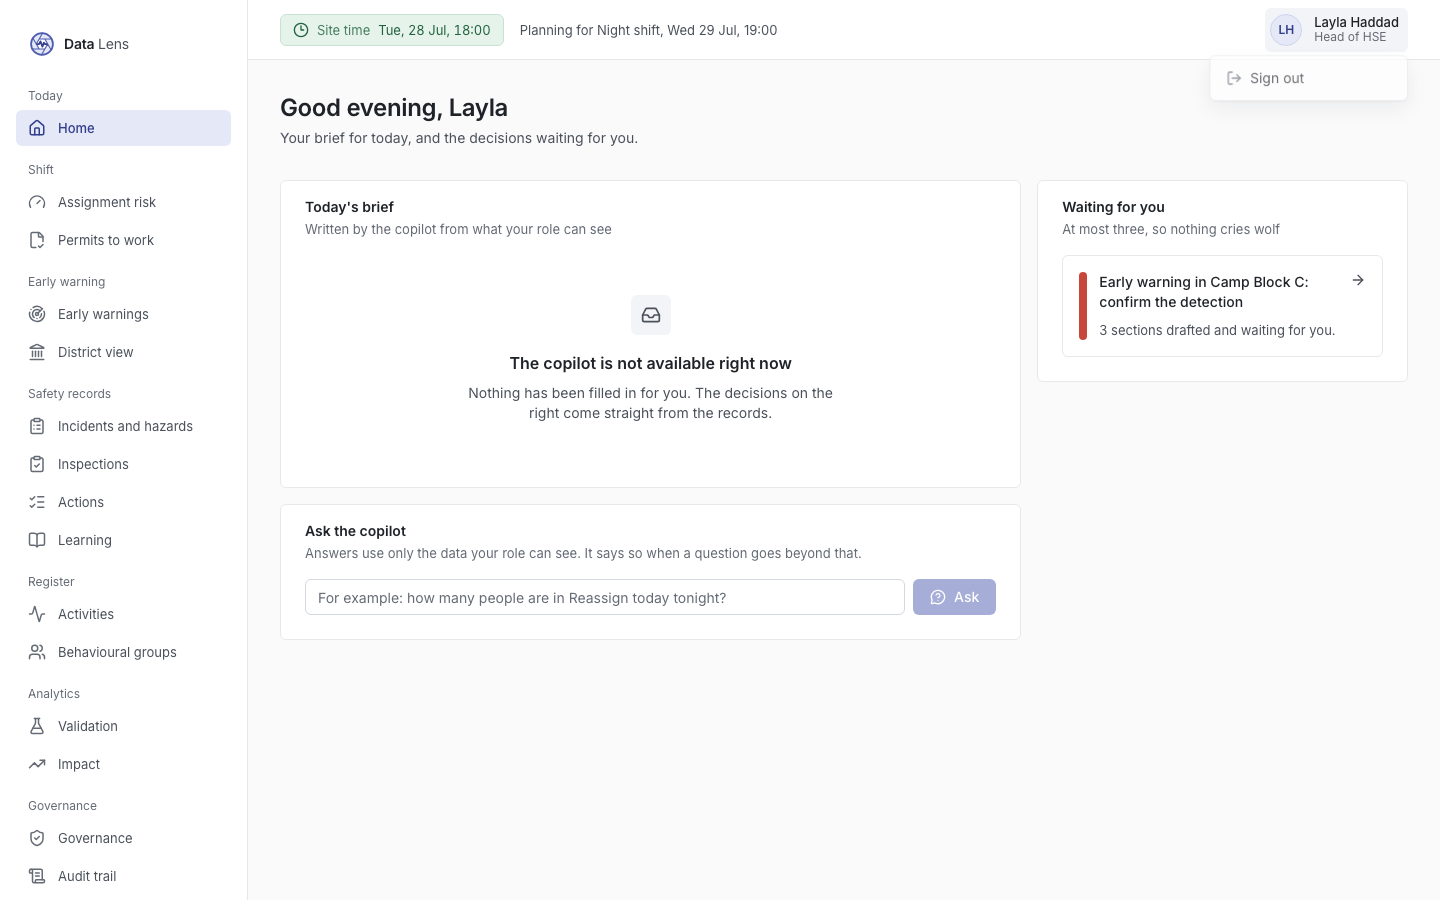 Data Lens
Today
Home
Shift
Assignment risk
Permits to work
Early warning
Early warnings
District view
Safety records
Incidents and hazards
Inspections
Actions
Learning
Register
Activities
Behavioural groups
Analytics
Validation
Impact
Governance
Governance
Audit trail
Site time Tue, 28 Jul, 18:00
Planning for Night shift, Wed 29 Jul, 19:00
LH
Layla Haddad
Head of HSE
Sign out
Good evening, Layla
Your brief for today, and the decisions waiting for you.
Today's brief
Written by the copilot from what your role can see
The copilot is not available right now
Nothing has been filled in for you. The decisions on the
right come straight from the records.
Waiting for you
At most three, so nothing cries wolf
Early warning in Camp Block C:
confirm the detection
3 sections drafted and waiting for you.
Ask the copilot
Answers use only the data your role can see. It says so when a question goes beyond that.
For example: how many people are in Reassign today tonight?
Ask